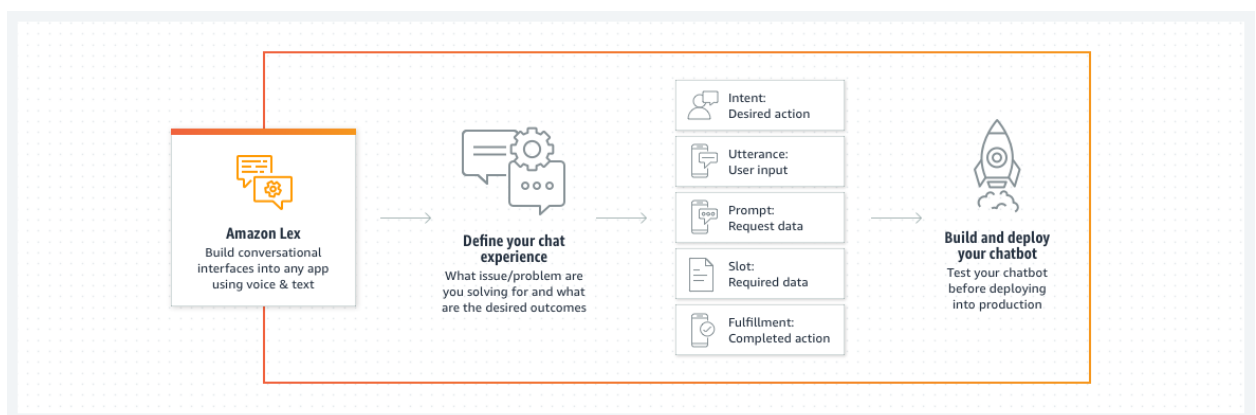 Amazon Lex
Build conversational
interfaces into any app
using voice & text
Define your chat
experience
What issue/problem are
you solving for and what
are the desired outcomes
Intent:
Desired action
Utterance:
User input
Prompt:
Request data
Slot:
Required data
Fulfillment:
Completed action
Build and deploy
your chatbot
Test your chatbot
before deploying
into production